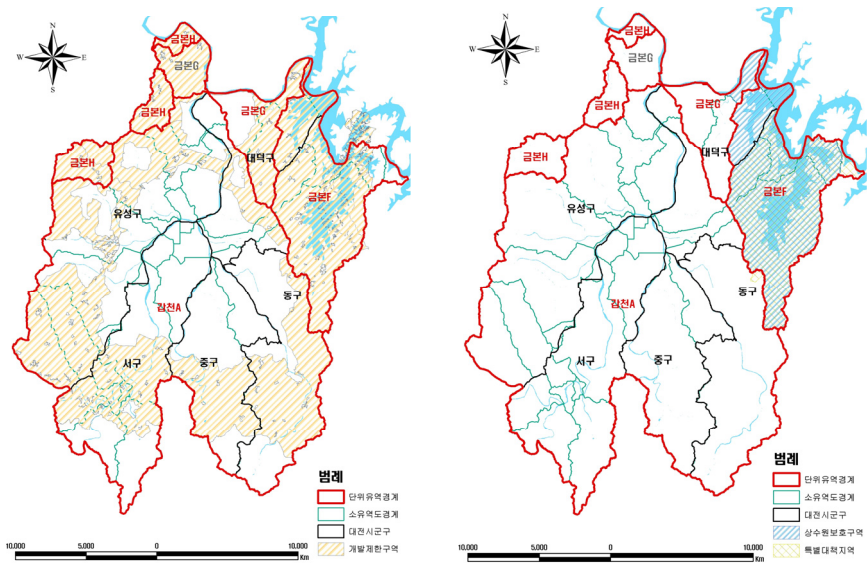 N
W
E
S
금본H
금본G
금본H
금본G
금본H
대덕구
금본F
유성구
동구
갑천A
서구
중구
범례
단위유역경계
소유역도경계
대전시군구
개발제한구역
10,000
5,000
0
10,000
Km
N
W
E
S
금본H
금본G
금본H
금본G
금본H
대덕구
금본F
유성구
동구
갑천A
서구
중구
범례
단위유역경계
소유역도경계
대전시군구
상수원보호구역
특별대책지역
10,000
5,000
0
10,000
Km